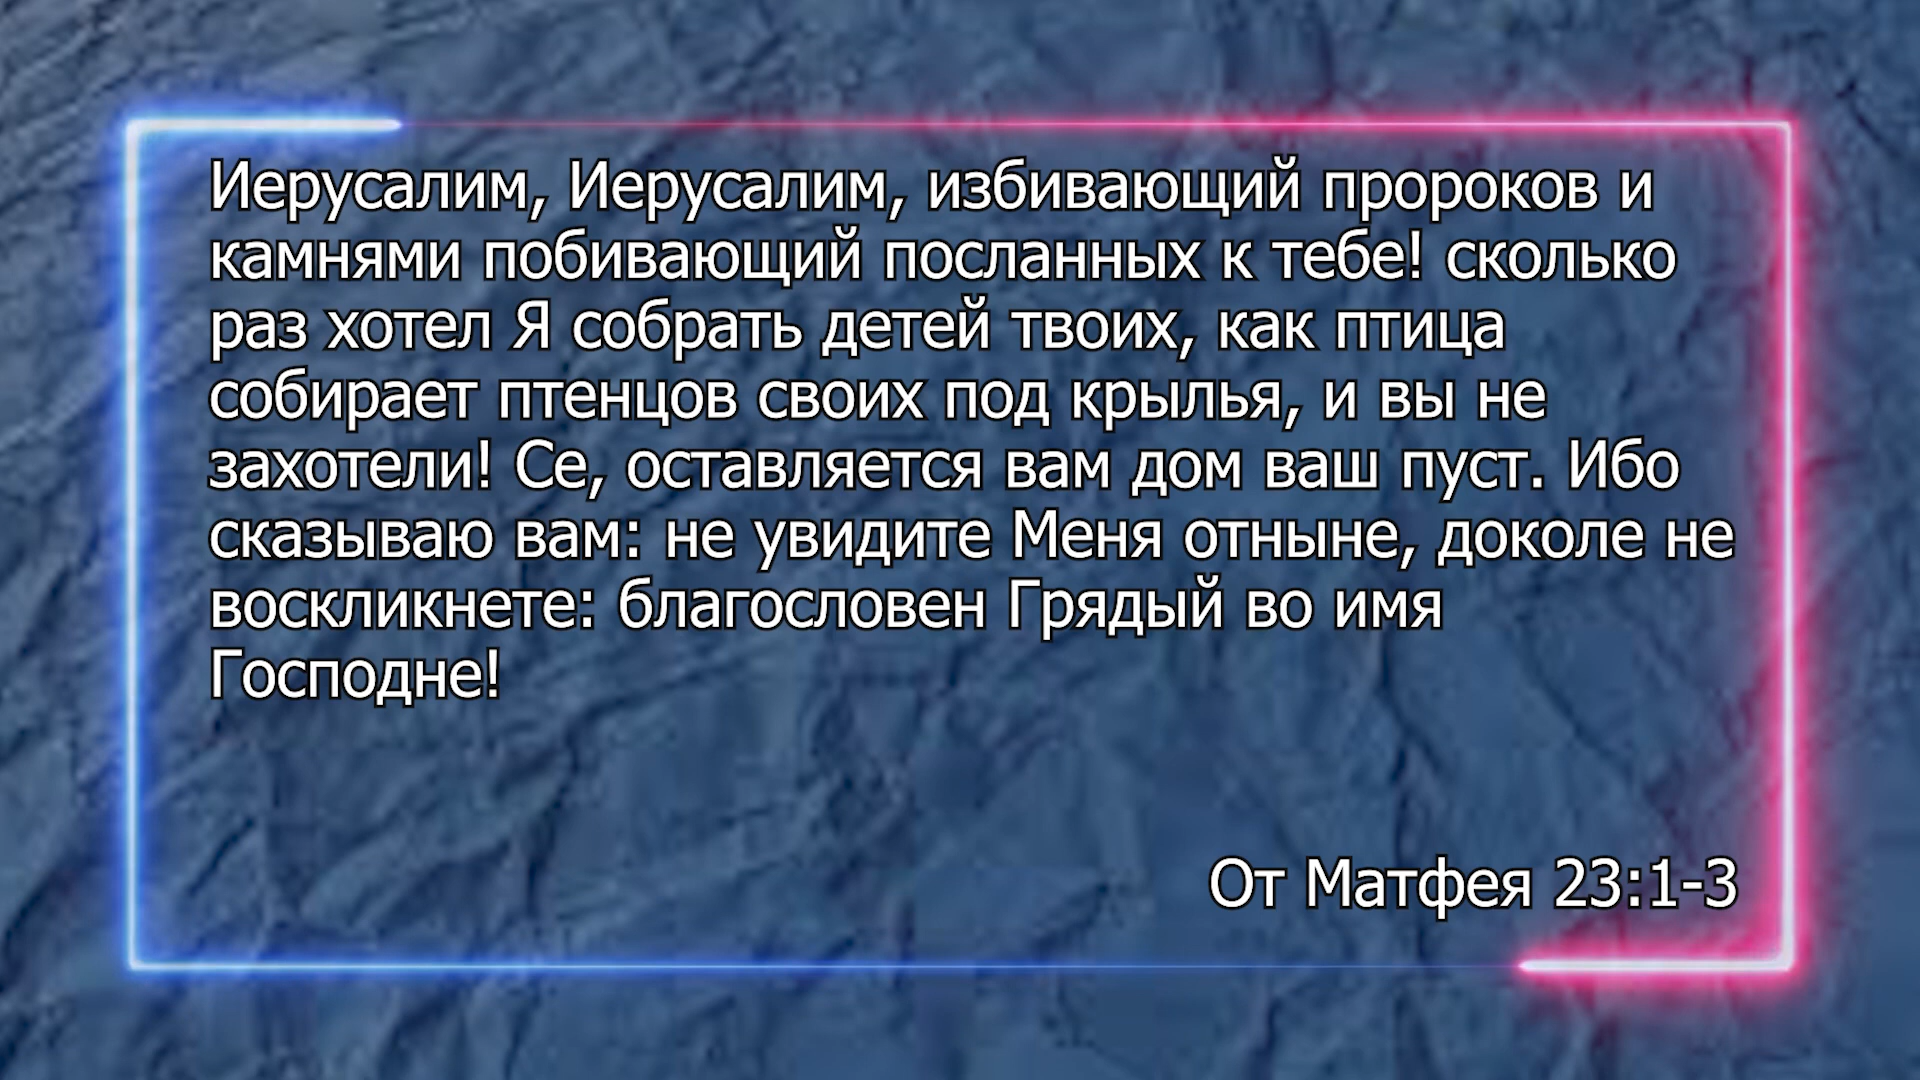 Иерусалим, Иерусалим, избивающий пророков и
камнями побивающий посланных к тебе! сколько
раз хотел Я собрать детей твоих, как птица
собирает птенцов своих под крылья, и вы не
захотели! Се, оставляется вам дом ваш пуст. Ибо
сказываю вам: не увидите Меня отныне, доколе не
воскликнете: благословен Грядый во имя
Господне!
От Матфея 23:1-3